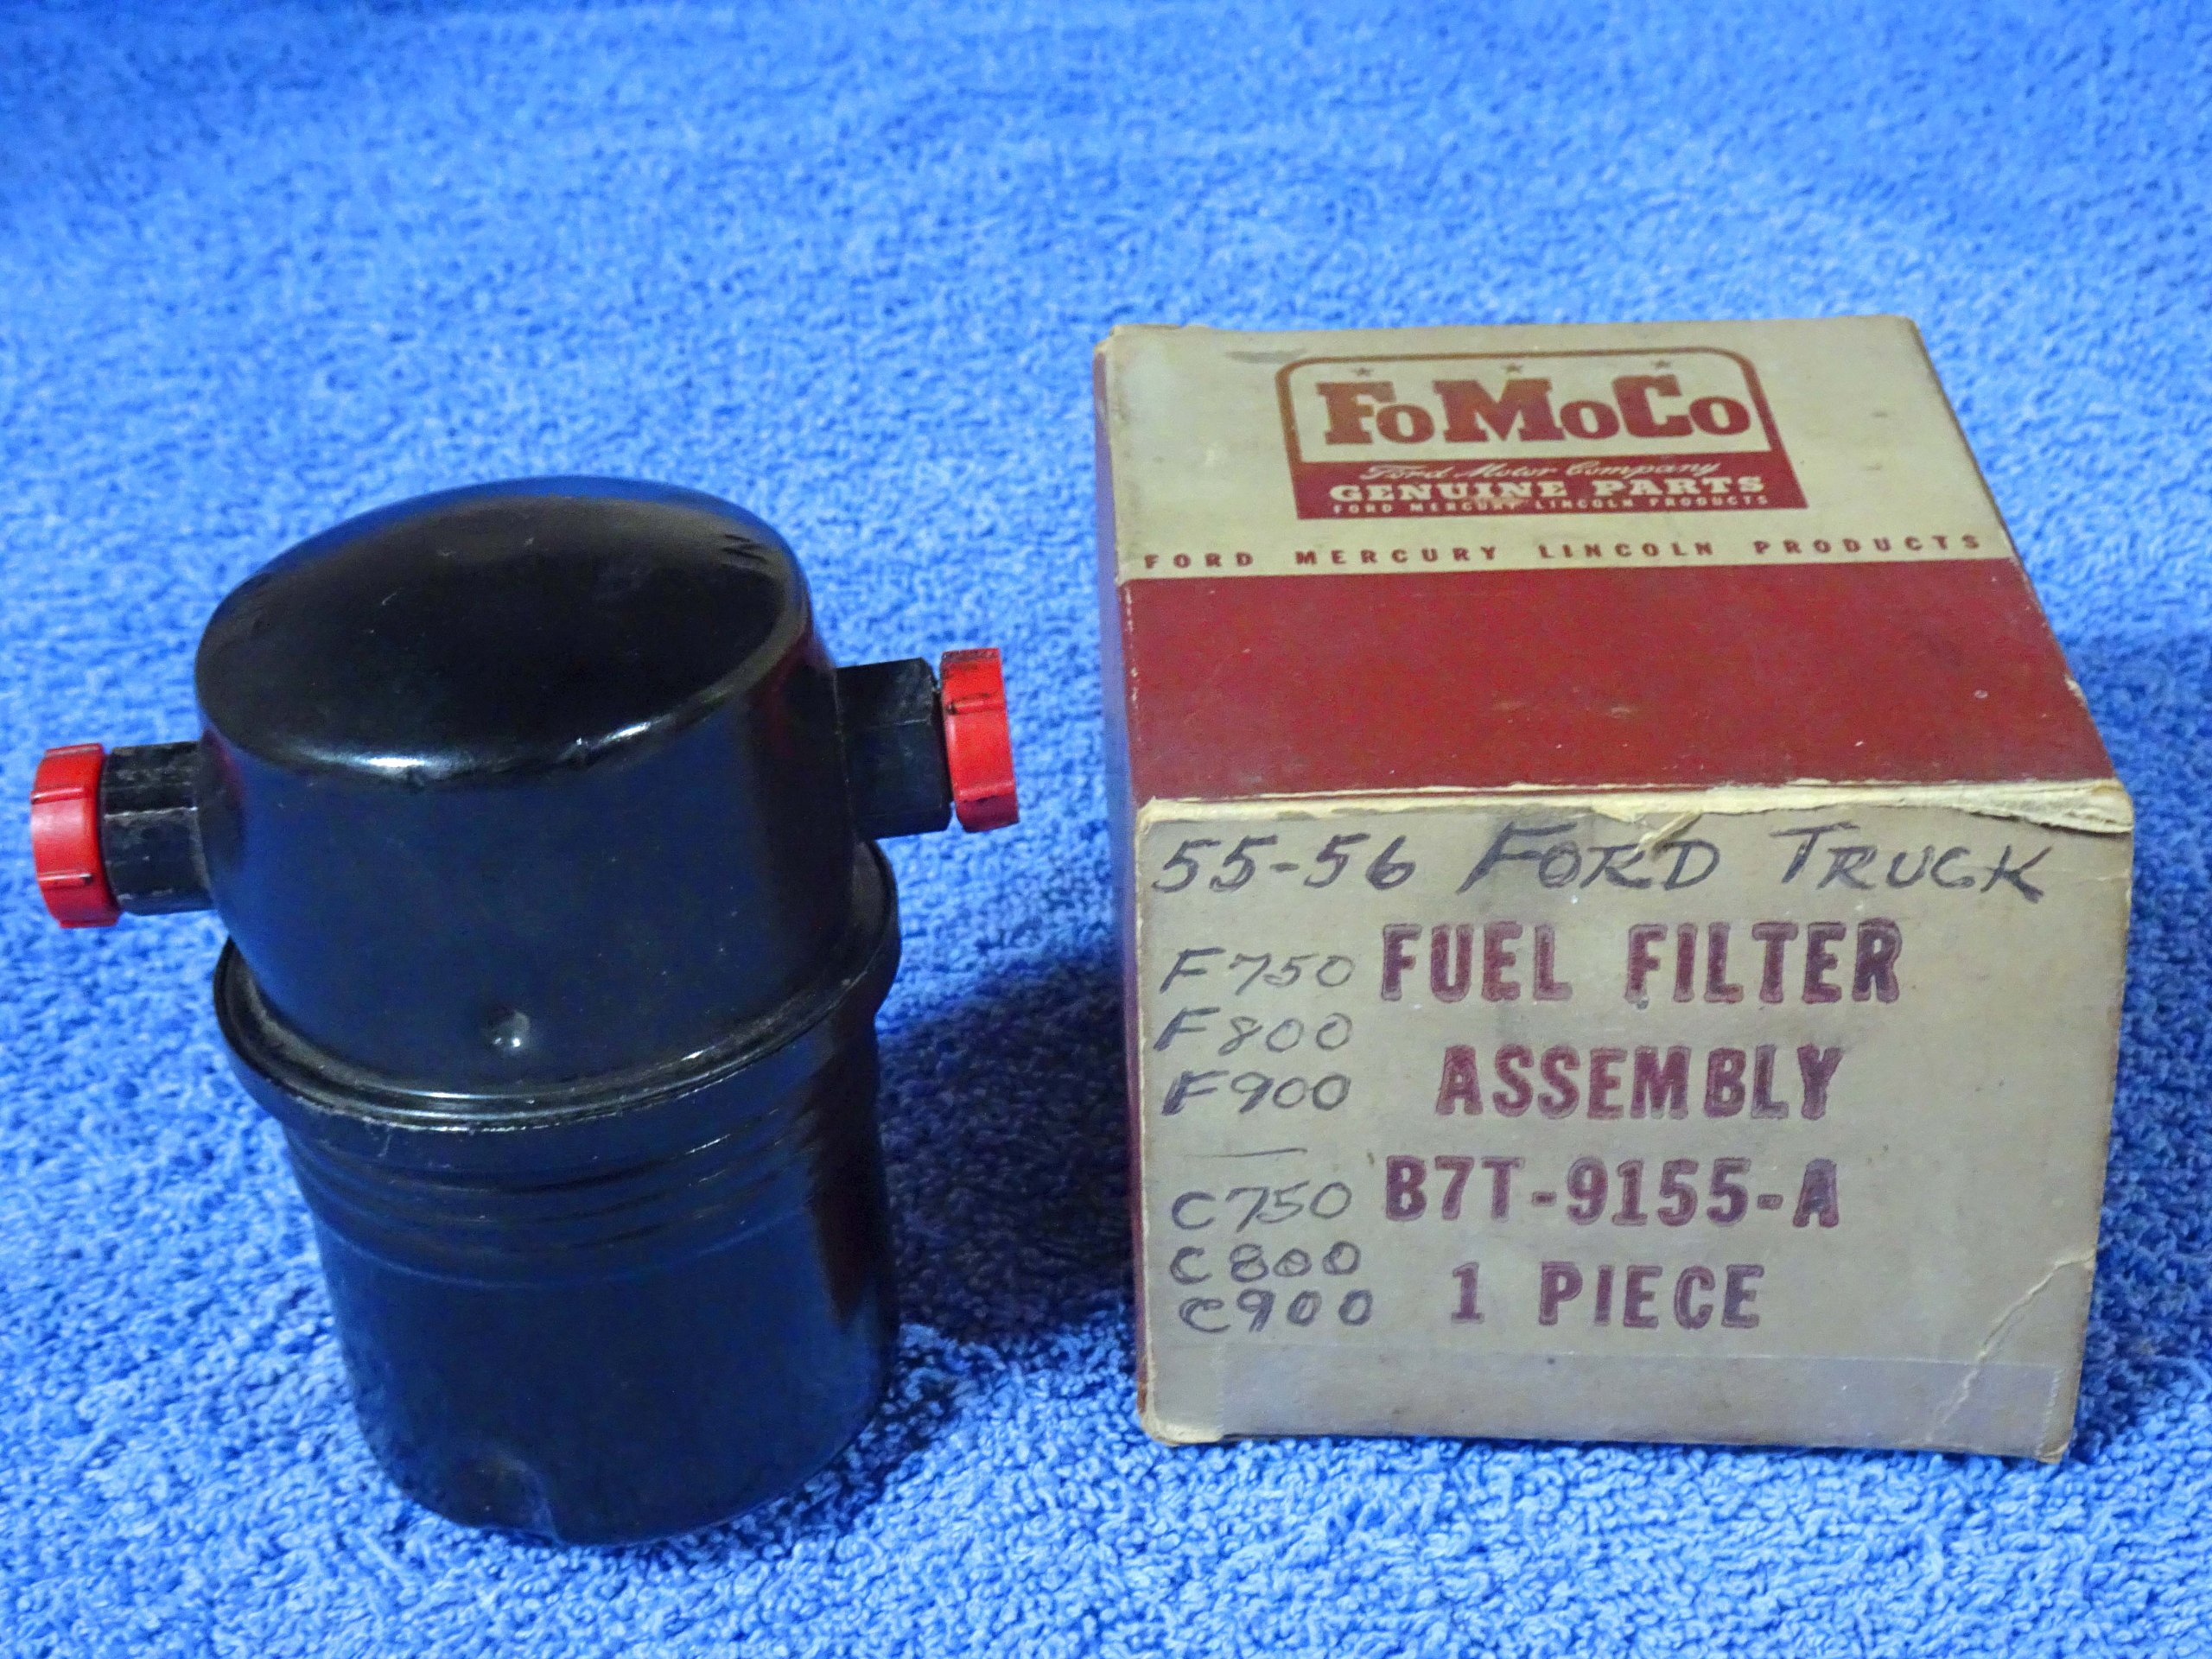 FoMoCo
Ford Motor Company
GENUINE PARTS
FORD MERCURY LINCOLN PRODUCTS
FORD MERCURY LINCOLN PRODUCTS
55-56 FORD TRUCK
F750 FUEL FILTER
F800
F900 ASSEMBLY
C750 B7T-9155-A
C800
C900 1 PIECE